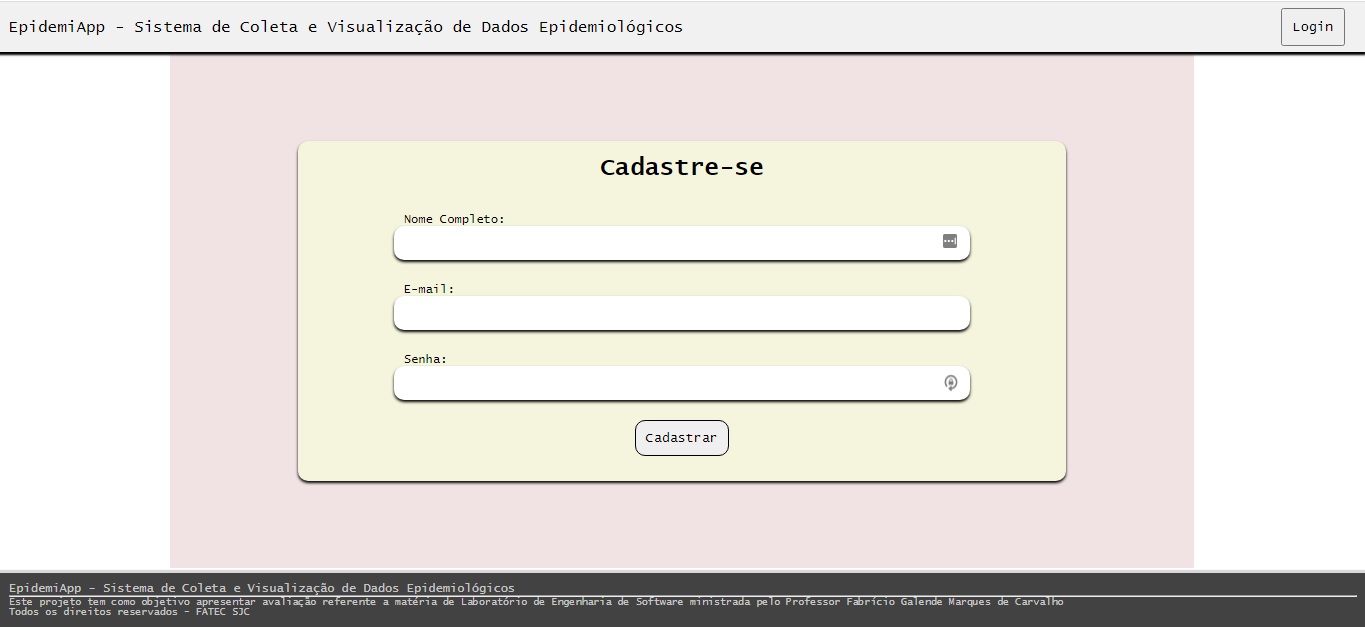 EpidemiApp - Sistema de Coleta e Visualização de Dados Epidemiológicos
Login
Cadastre-se
Nome Completo:
E-mail:
Senha:
Cadastrar
EpidemiApp - Sistema de Coleta e Visualização de Dados Epidemiológicos
Este projeto tem como objetivo apresentar avaliação referente a matéria de Laboratório de Engenharia de Software ministrada pelo Professor Fabrício Galende Marques de Carvalho
Todos os direitos reservados - FATEC SJC